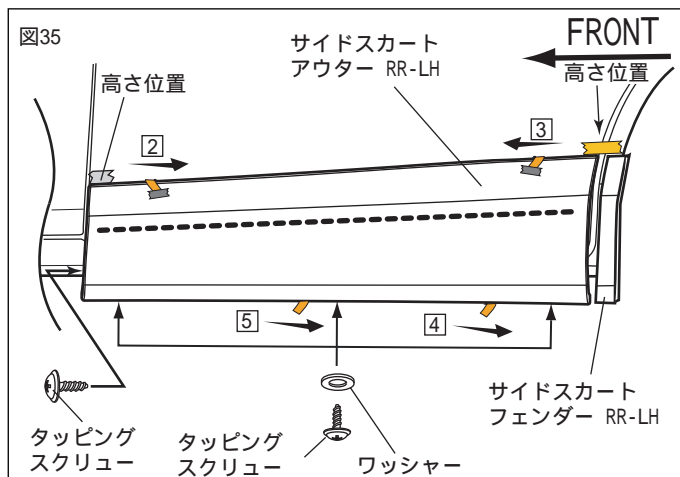 図35
サイドスカート
アウター RR-LH
FRONT
高さ位置
高さ位置
2
3
5
4
サイドスカート
フェンダー RR-LH
タッピング
スクリュー
タッピング
スクリュー
ワッシャー